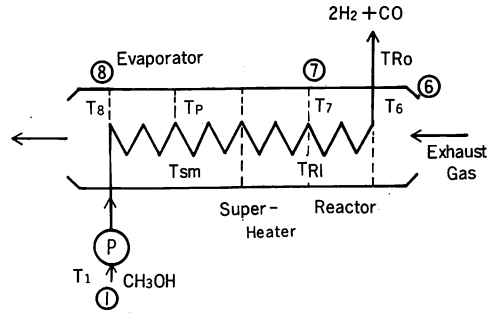 2H₂+CO
Evaporator
TRo
⑧
⑦
⑥
T₈
TP
T₇
T₆
Tsm
TRI
Exhaust
Gas
Super-
Heater
Reactor
P
T₁
CH₃OH
①